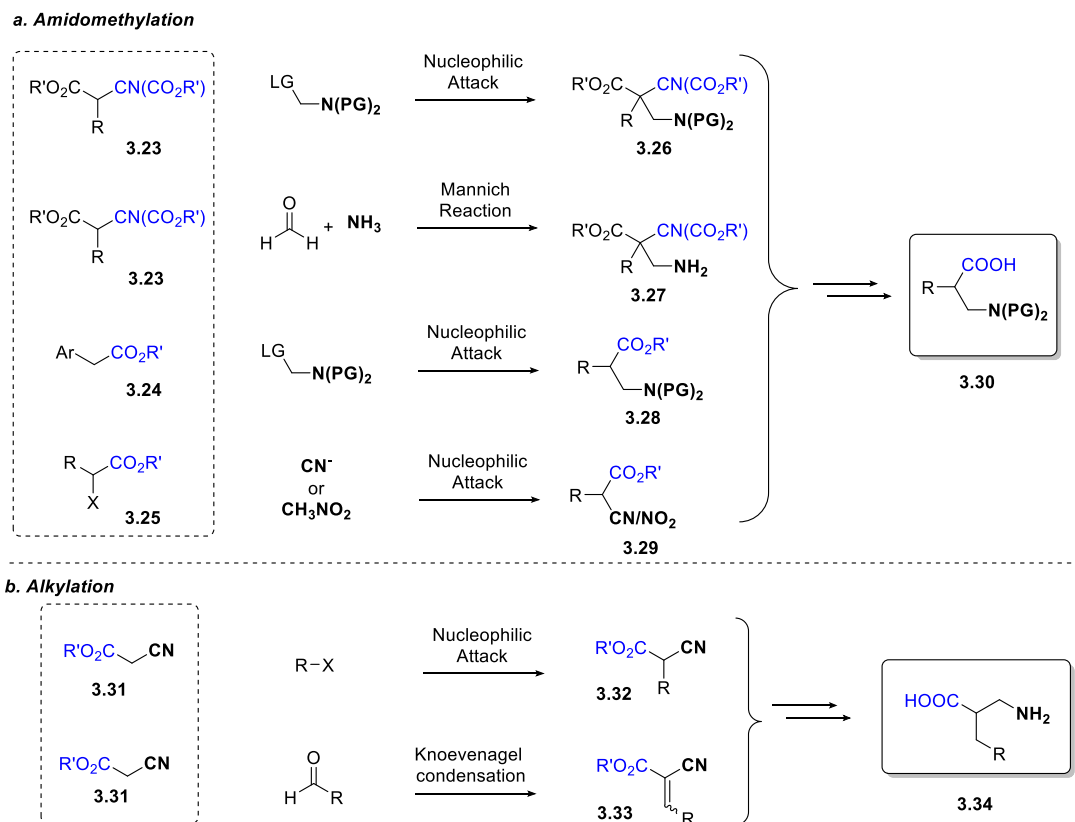 a. Amidomethylation
R'O₂C CN(CO₂R')
R
3.23
LG
N(PG)₂
Nucleophilic
Attack
R'O₂C CN(CO₂R')
R N(PG)₂
3.26
R'O₂C CN(CO₂R')
R
3.23
O
H H
+ NH₃
Mannich
Reaction
R'O₂C CN(CO₂R')
R NH₂
3.27
Ar CO₂R'
3.24
LG
N(PG)₂
Nucleophilic
Attack
CO₂R'
R
N(PG)₂
3.28
R CO₂R'
X
3.25
CN⁻
or
CH₃NO₂
Nucleophilic
Attack
CO₂R'
R
CN/NO₂
3.29
COOH
R
N(PG)₂
3.30
b. Alkylation
R'O₂C CN
3.31
R–X
Nucleophilic
Attack
R'O₂C CN
R
3.32
R'O₂C CN
3.31
O
H R
Knoevenagel
condensation
R'O₂C CN
R
3.33
HOOC
NH₂
R
3.34